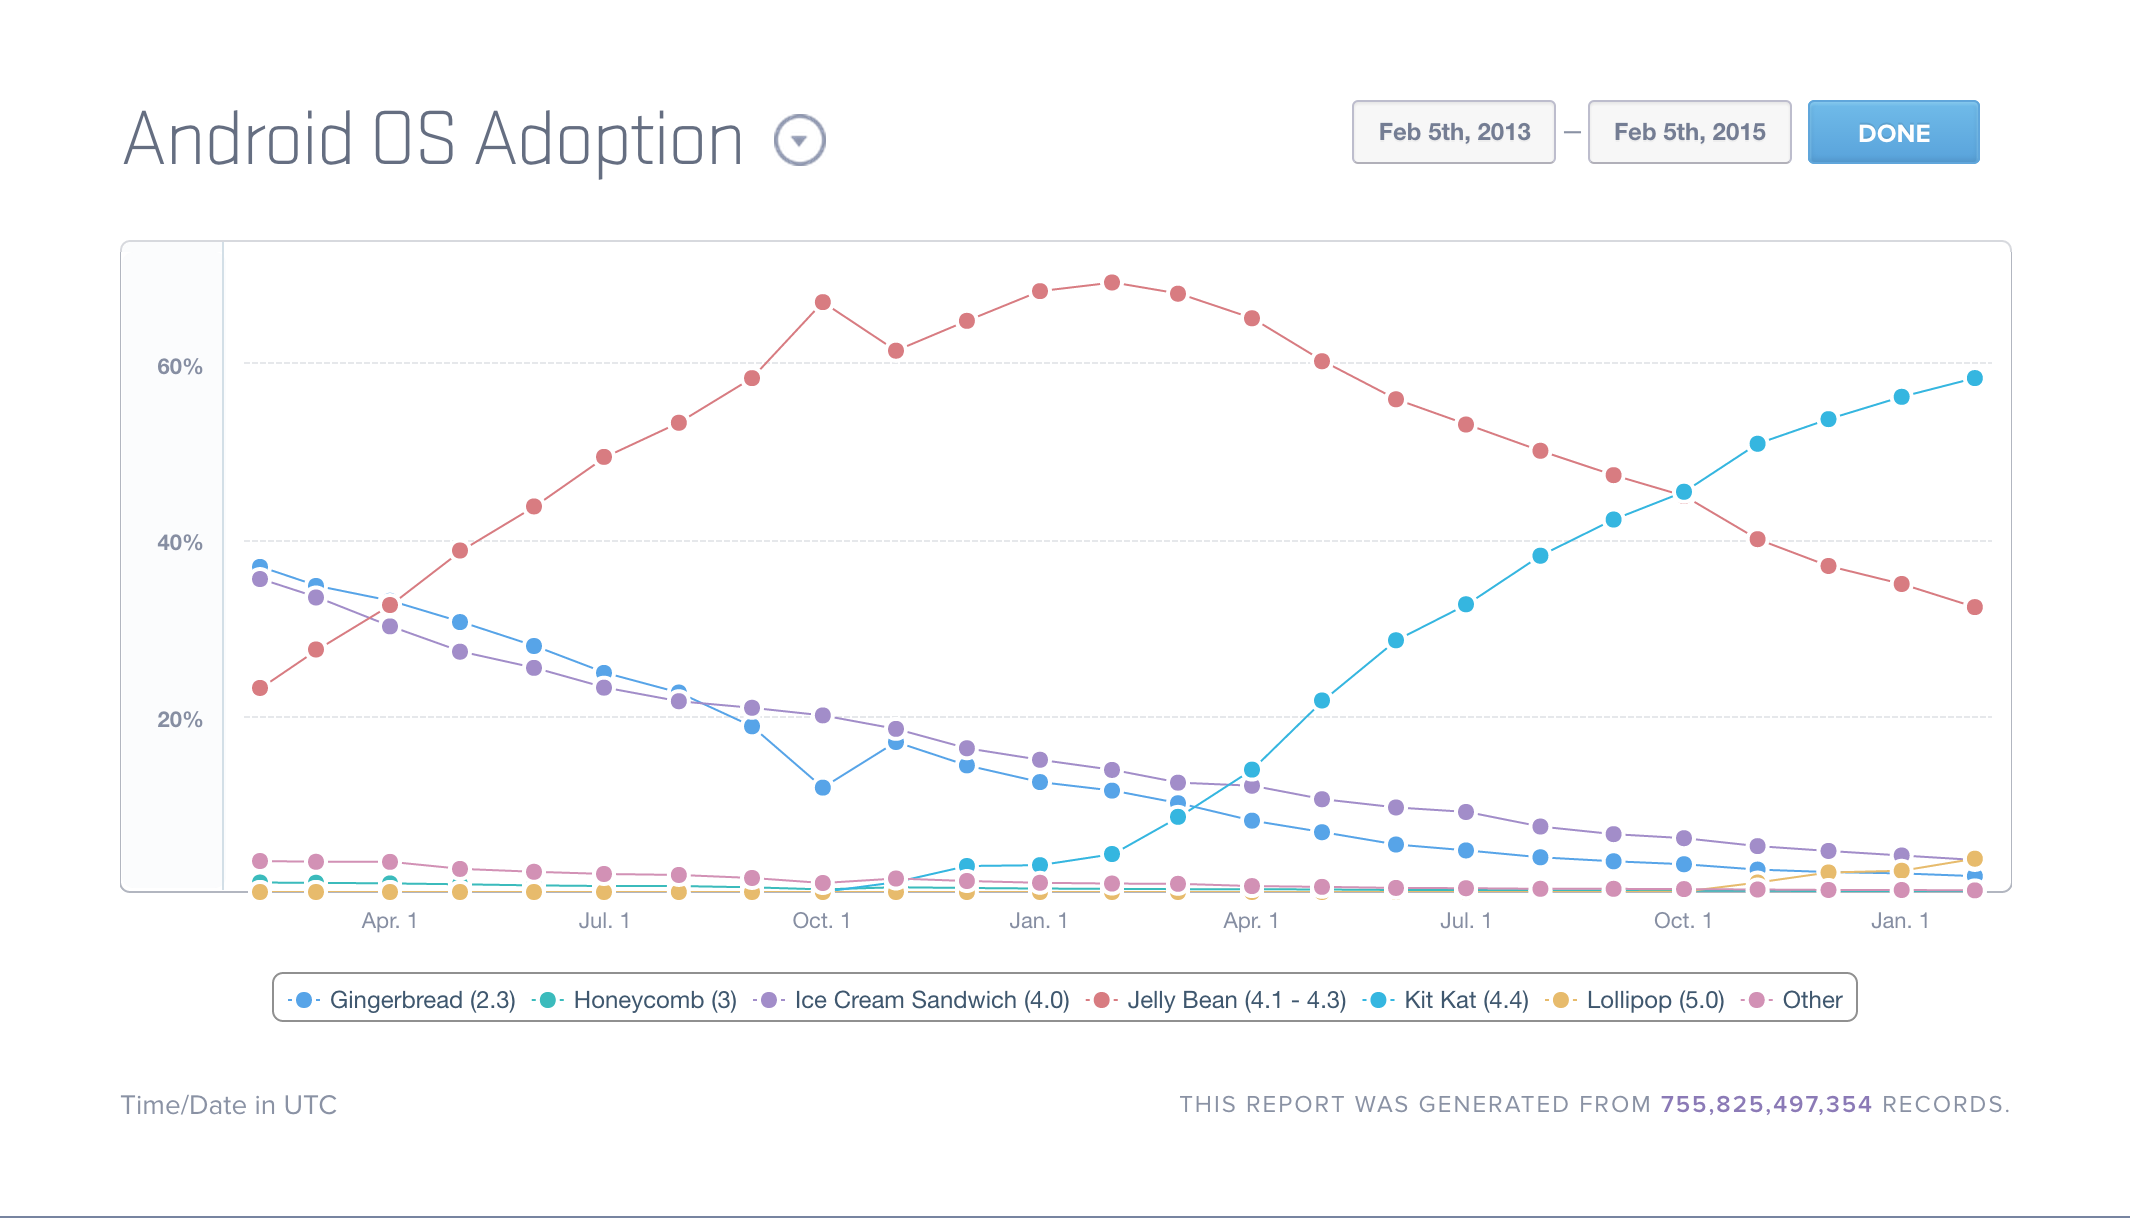 Android OS Adoption
Feb 5th, 2013 – Feb 5th, 2015 DONE
60%
40%
20%
Apr. 1 Jul. 1 Oct. 1 Jan. 1 Apr. 1 Jul. 1 Oct. 1 Jan. 1
Gingerbread (2.3) Honeycomb (3) Ice Cream Sandwich (4.0) Jelly Bean (4.1 - 4.3) Kit Kat (4.4) Lollipop (5.0) Other
Time/Date in UTC
THIS REPORT WAS GENERATED FROM 755,825,497,354 RECORDS.